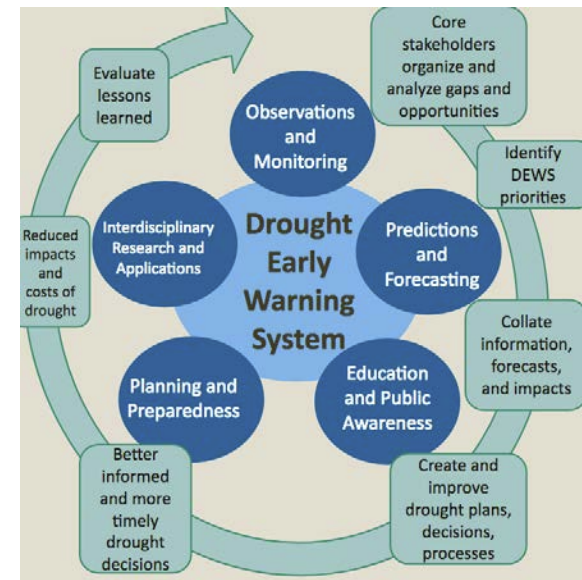 Core
stakeholders
organize and
analyze gaps and
opportunities
Identify
DEWS
priorities
Collate
information,
forecasts,
and impacts
Create and
improve
drought plans,
decisions,
processes
Better
informed
and more
timely
drought
decisions
Reduced
impacts
and
costs of
drought
Evaluate
lessons
learned
Observations
and
Monitoring
Predictions
and
Forecasting
Education
and Public
Awareness
Planning and
Preparedness
Interdisciplinary
Research and
Applications
Drought
Early
Warning
System